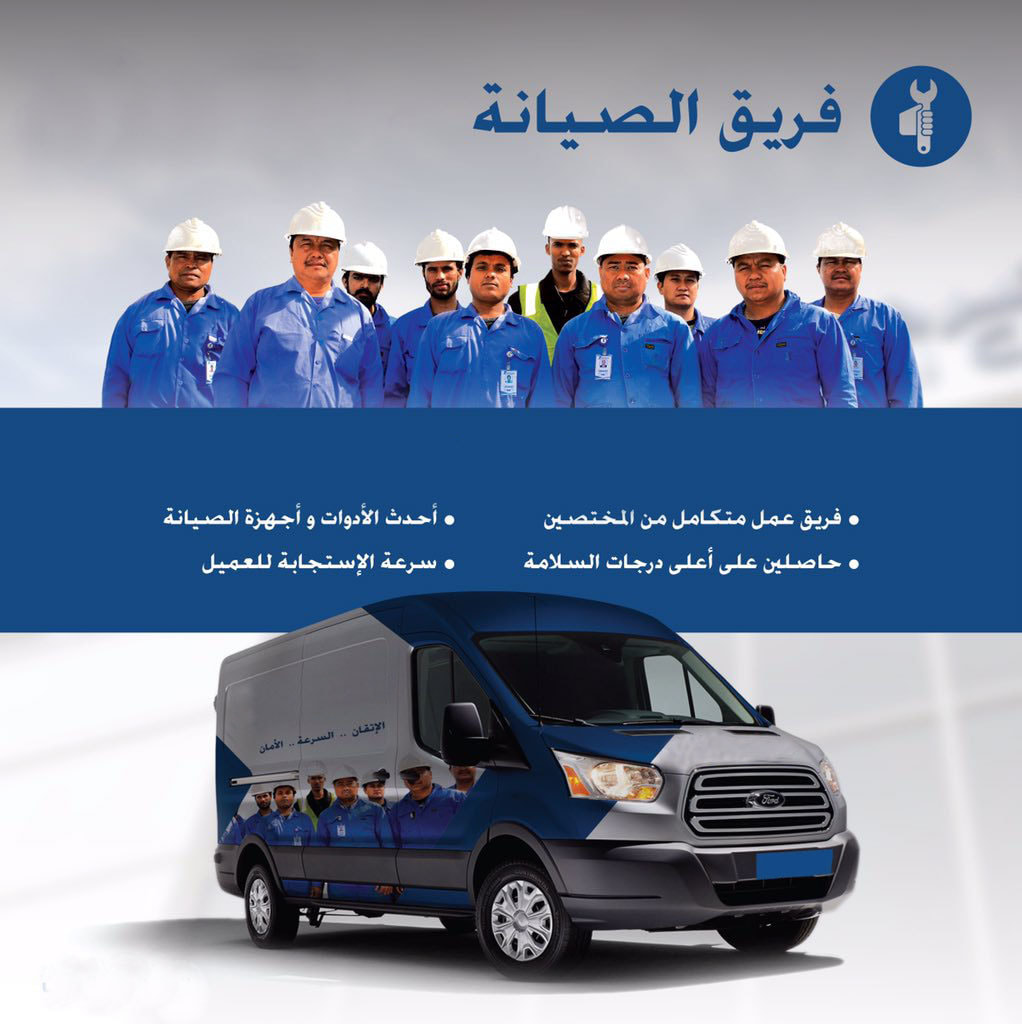 فريق الصيانة
• فريق عمل متكامل من المختصين
• حاصلين على أعلى درجات السلامة
• أحدث الأدوات و أجهزة الصيانة
• سرعة الإستجابة للعميل
الإتقان .. السرعة .. الأمان
Ford